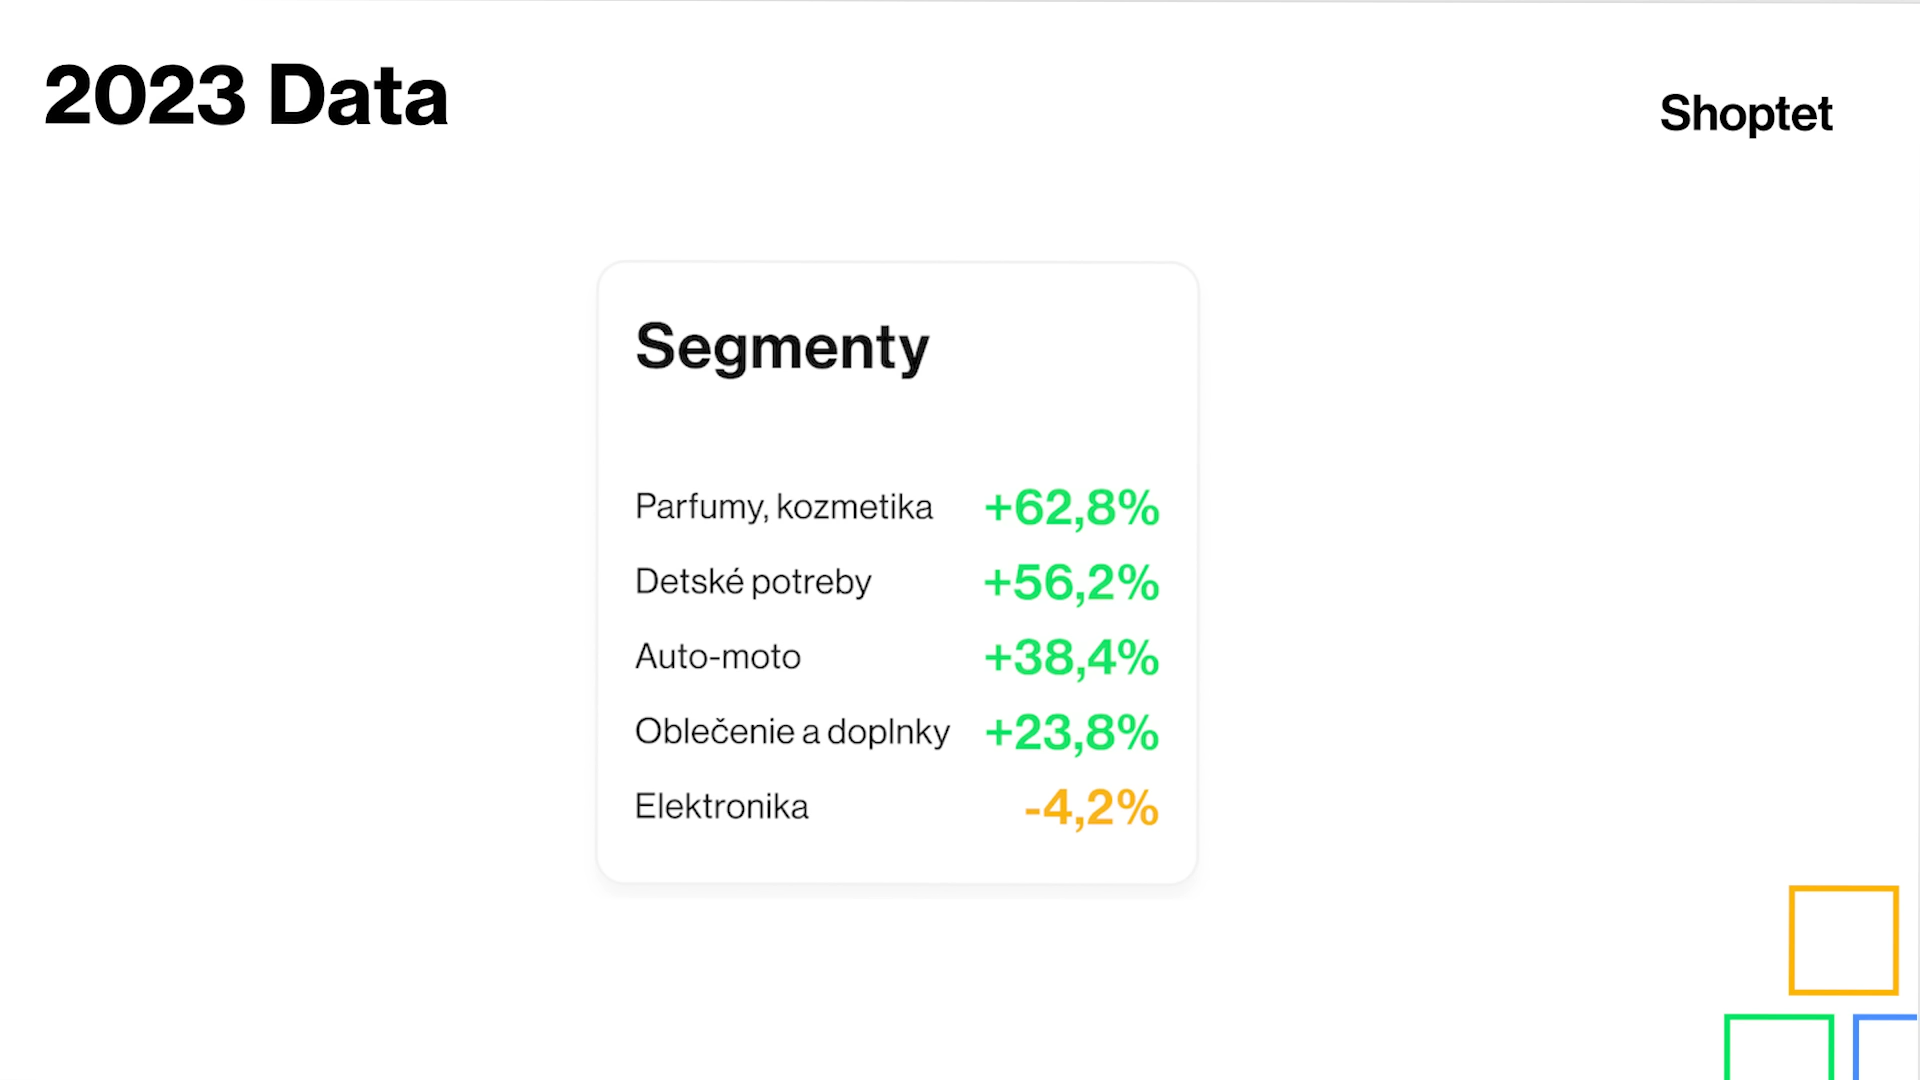 2023 Data
Shoptet
Segmenty
Parfumy, kozmetika +62,8%
Detské potreby +56,2%
Auto-moto +38,4%
Oblečenie a doplnky +23,8%
Elektronika -4,2%